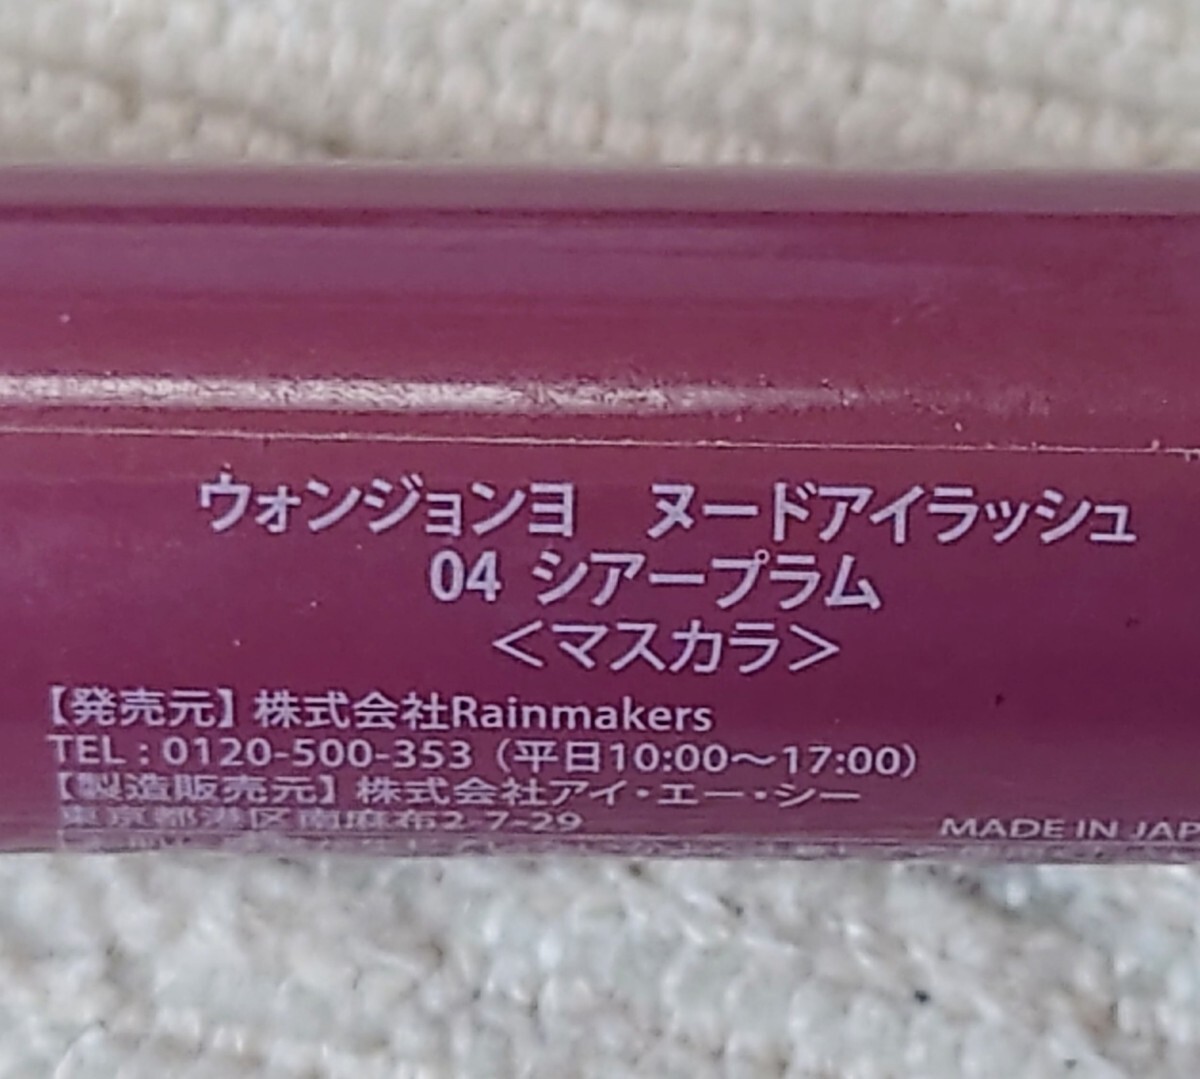 ウォンジョンヨ　ヌードアイラッシュ
04 シアープラム
＜マスカラ＞
【発売元】株式会社Rainmakers
TEL : 0120-500-353（平日10:00～17:00）
【製造販売元】株式会社アイ・エー・シー
東京都港区南麻布2-7-29
MADE IN JAP